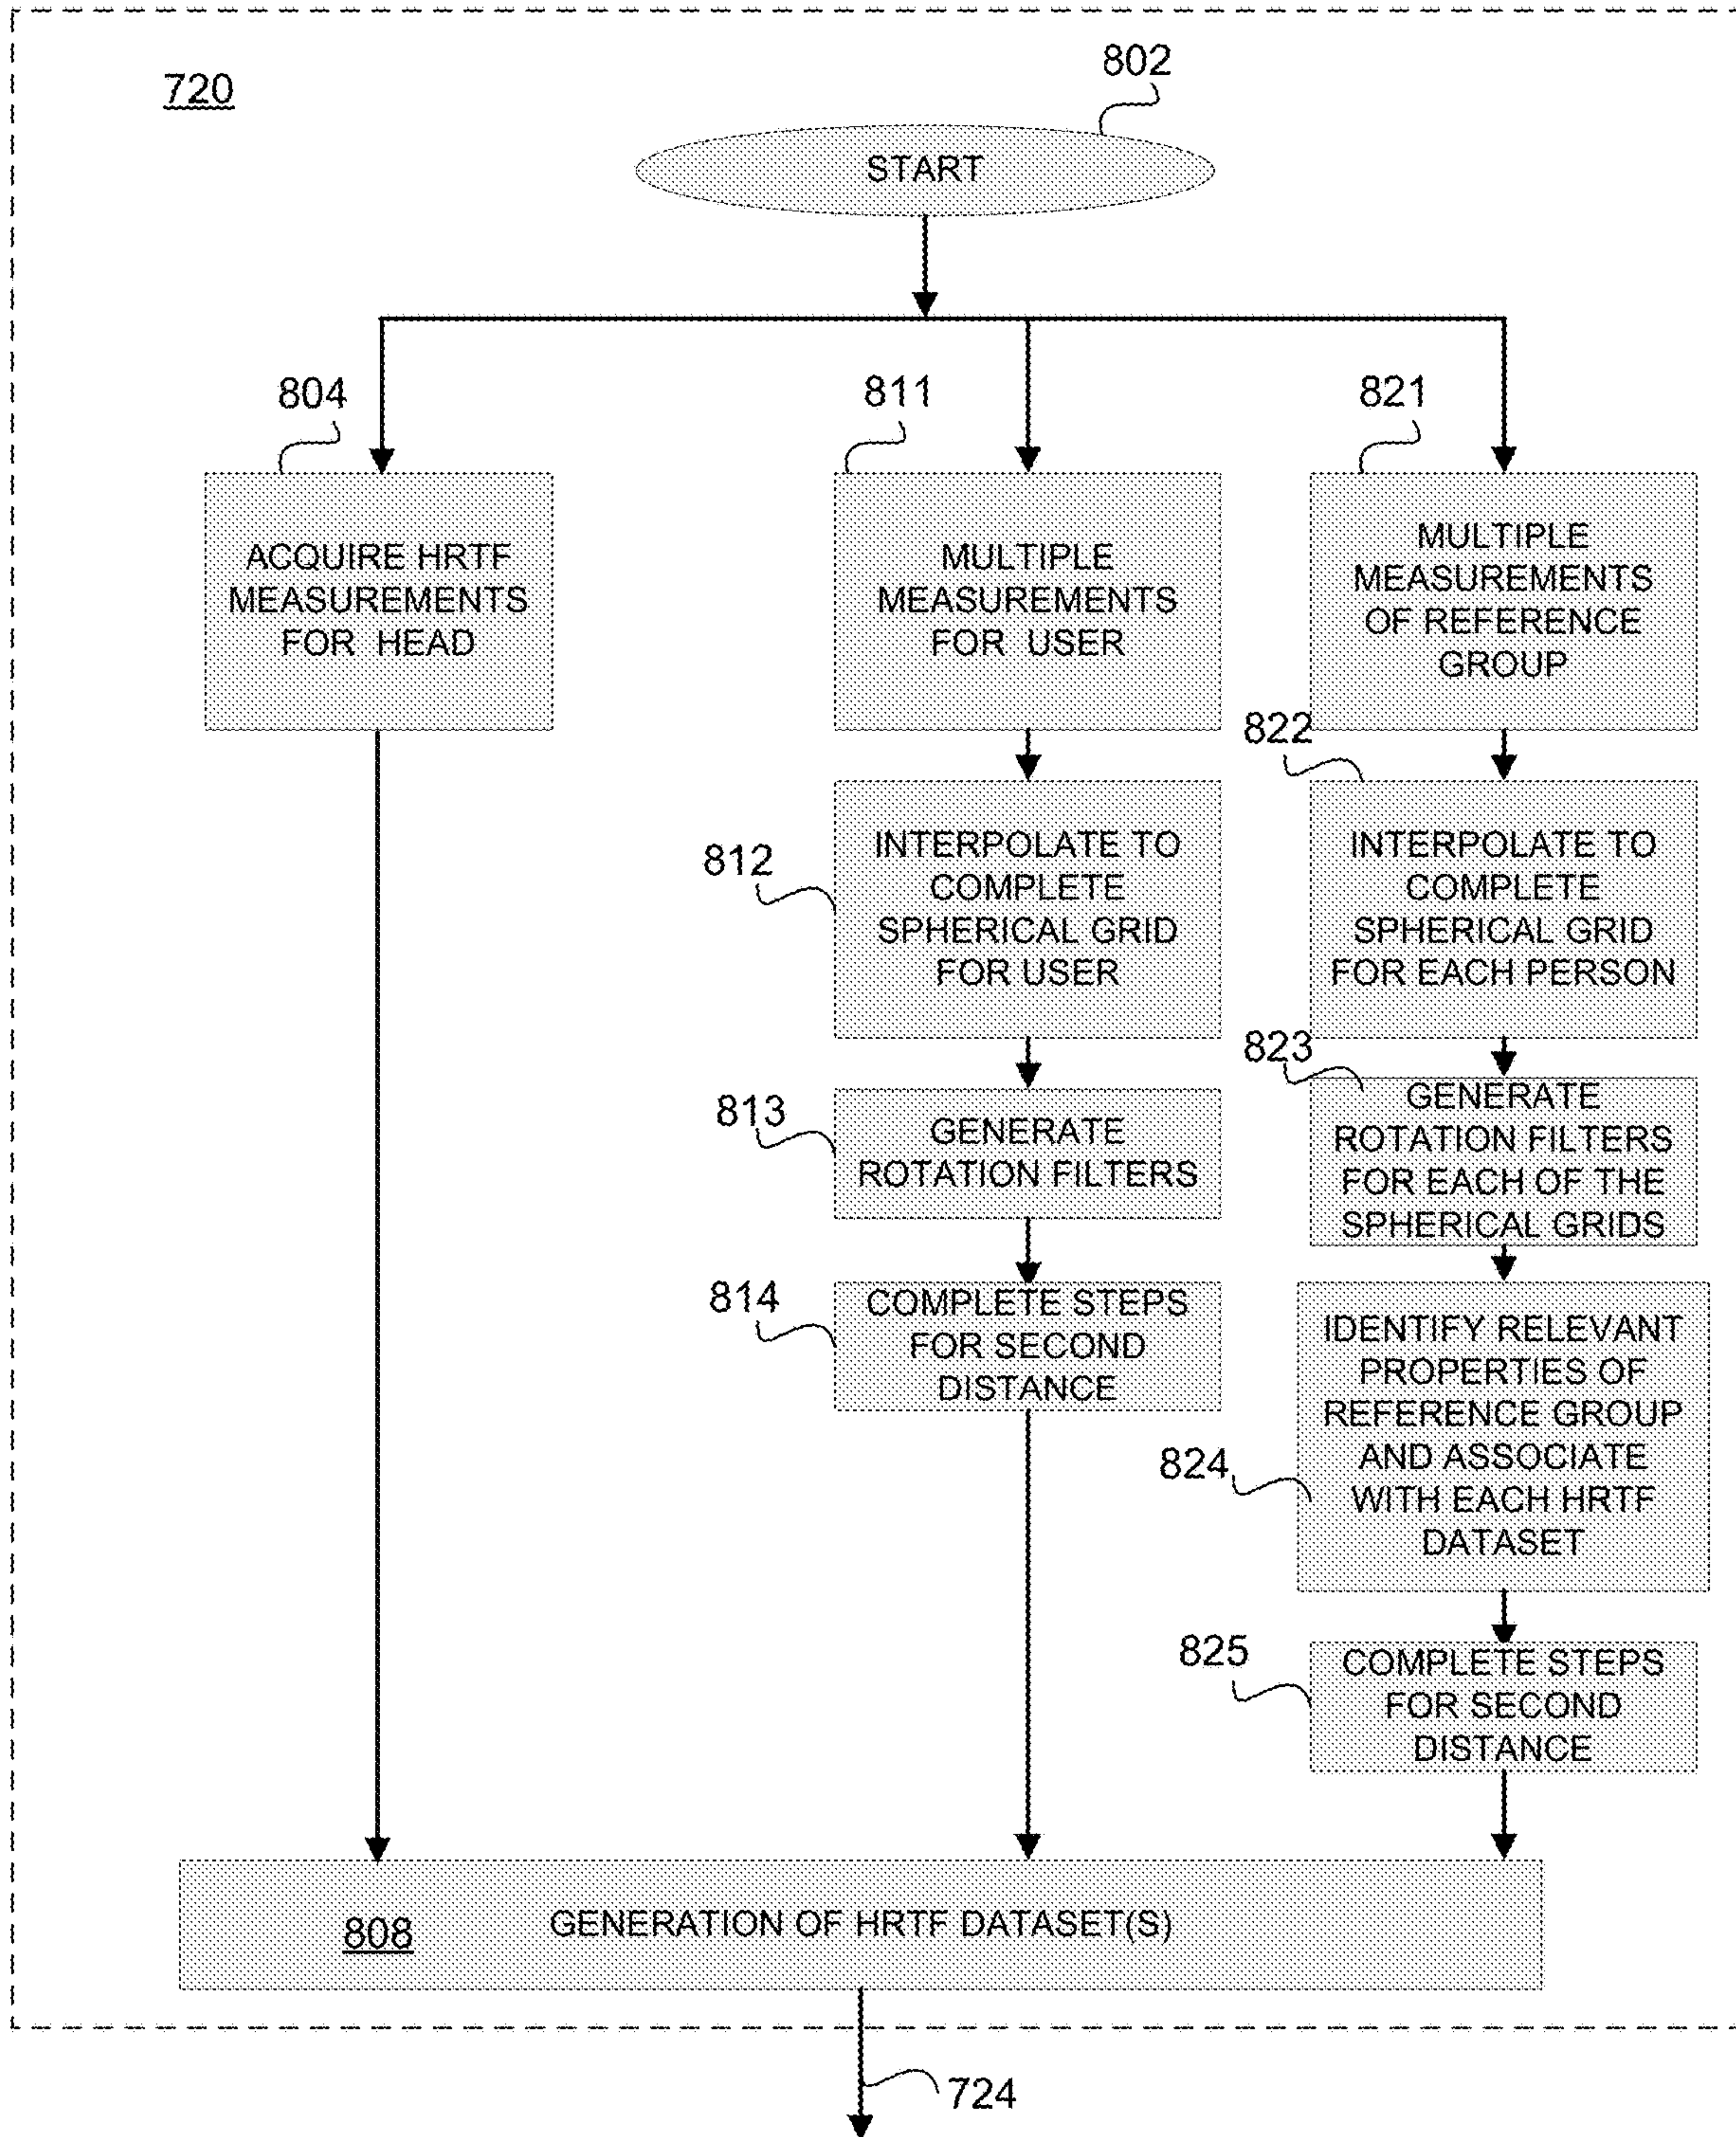 720
802
START
804
811
821
ACQUIRE HRTF
MEASUREMENTS
FOR HEAD
MULTIPLE
MEASUREMENTS
FOR USER
MULTIPLE
MEASUREMENTS
OF REFERENCE
GROUP
812
INTERPOLATE TO
COMPLETE
SPHERICAL GRID
FOR USER
822
INTERPOLATE TO
COMPLETE
SPHERICAL GRID
FOR EACH PERSON
813
GENERATE
ROTATION FILTERS
823
GENERATE
ROTATION FILTERS
FOR EACH OF THE
SPHERICAL GRIDS
814
COMPLETE STEPS
FOR SECOND
DISTANCE
824
IDENTIFY RELEVANT
PROPERTIES OF
REFERENCE GROUP
AND ASSOCIATE
WITH EACH HRTF
DATASET
825
COMPLETE STEPS
FOR SECOND
DISTANCE
808
GENERATION OF HRTF DATASET(S)
724